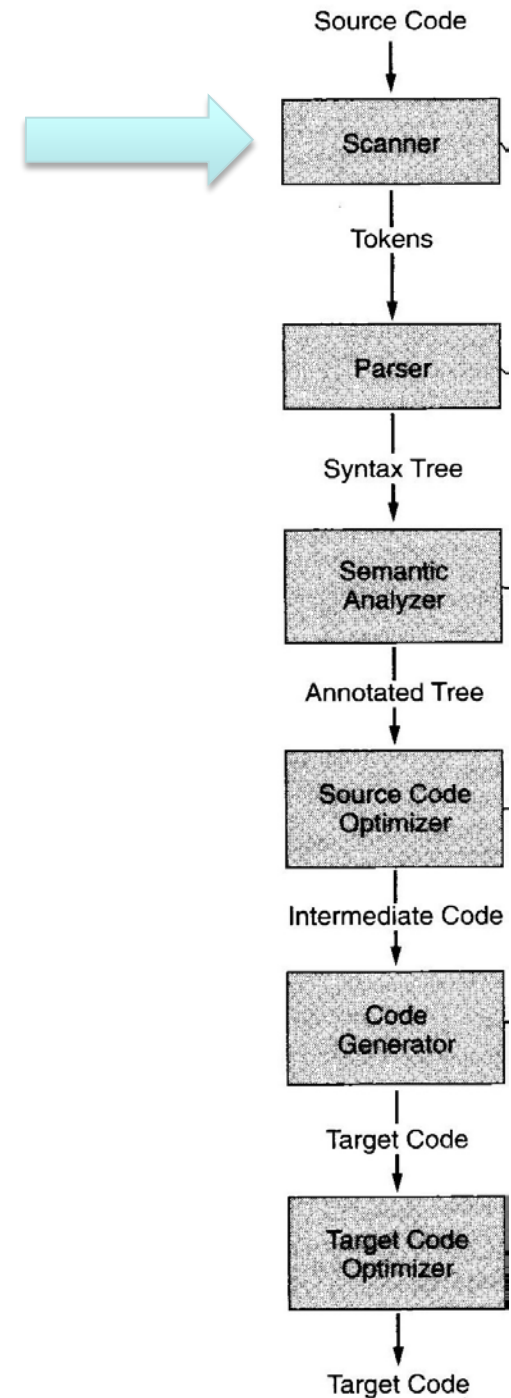 Source Code
Scanner
Tokens
Parser
Syntax Tree
Semantic
Analyzer
Annotated Tree
Source Code
Optimizer
Intermediate Code
Code
Generator
Target Code
Target Code
Optimizer
Target Code